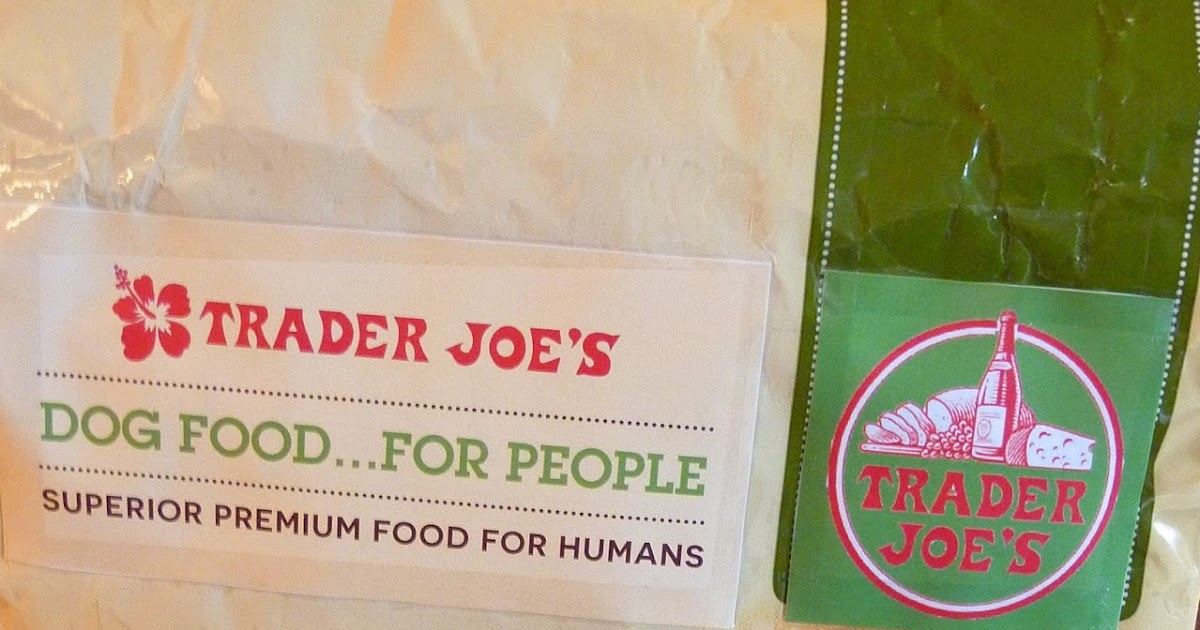 TRADER JOE'S
DOG FOOD...FOR PEOPLE
SUPERIOR PREMIUM FOOD FOR HUMANS
TRADER
JOE'S